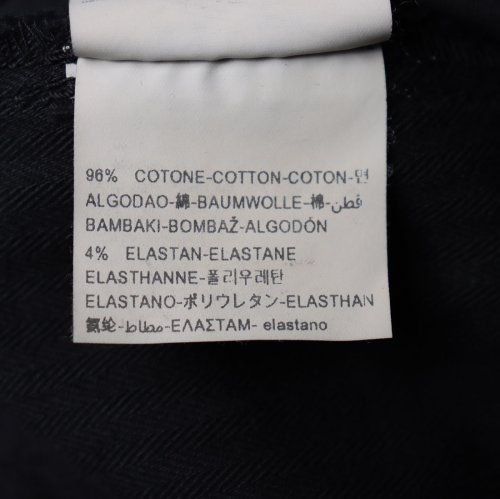 96% COTONE-COTTON-COTON-면
ALGODAO-綿-BAUMWOLLE-棉-قطن
BAMBAKI-BOMBAŽ-ALGODÓN
4% ELASTAN-ELASTANE
ELASTHANNE-폴리우레탄
ELASTANO-ポリウレタン-ELASTHAN
氨纶-مطاط-ΕΛΑΣΤΑΜ- elastano